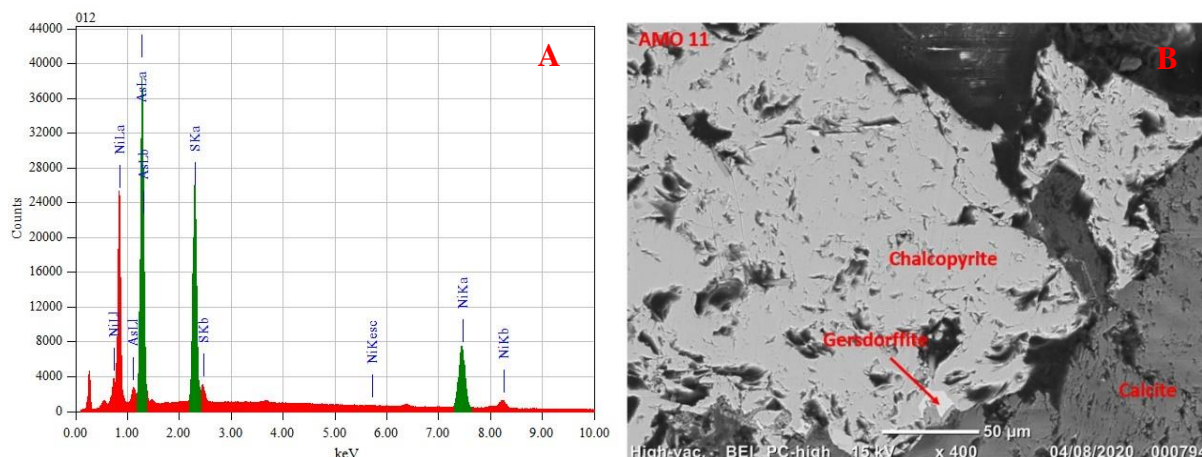 012
A
44000
40000
36000
32000
28000
24000
20000
16000
12000
8000
4000
0
Counts
NiLl
NiLa
AsLl
AsLa
AsLb
SKa
SKb
NiKesc
NiKa
NiKb
0.00 1.00 2.00 3.00 4.00 5.00 6.00 7.00 8.00 9.00 10.00
keV
AMO 11
B
Chalcopyrite
Gersdorffite
Calcite
50 µm
High-vac. BEI PC-high 15 kV x 400 04/08/2020